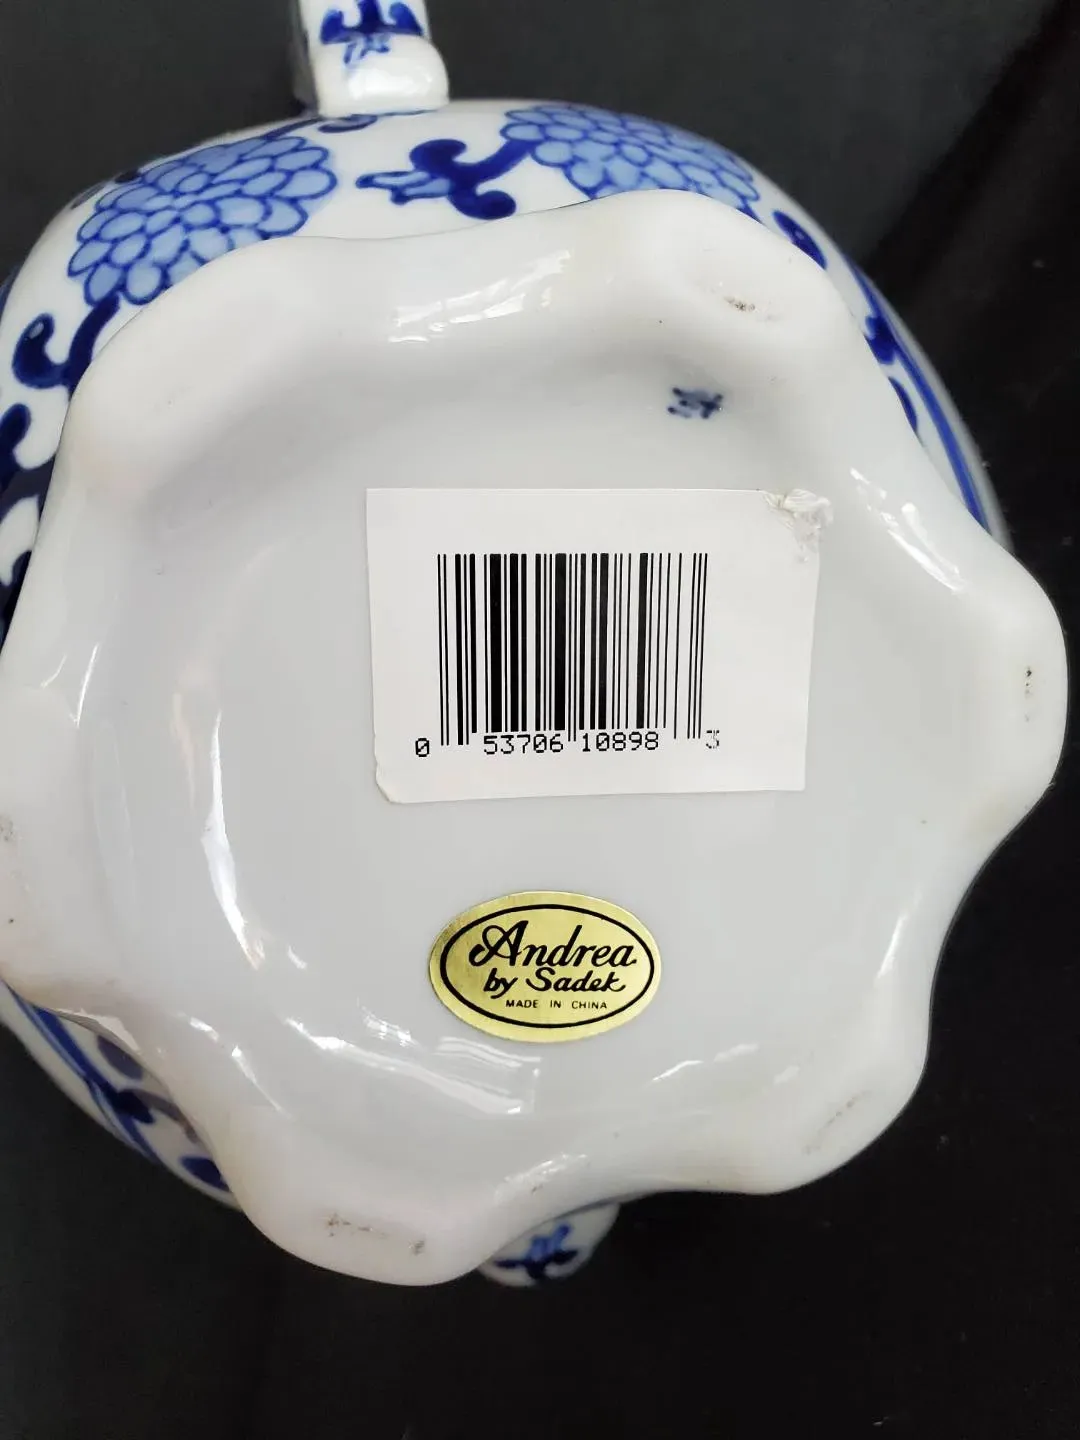 0 53706 10898 3
Andrea
by Sadek
MADE IN CHINA